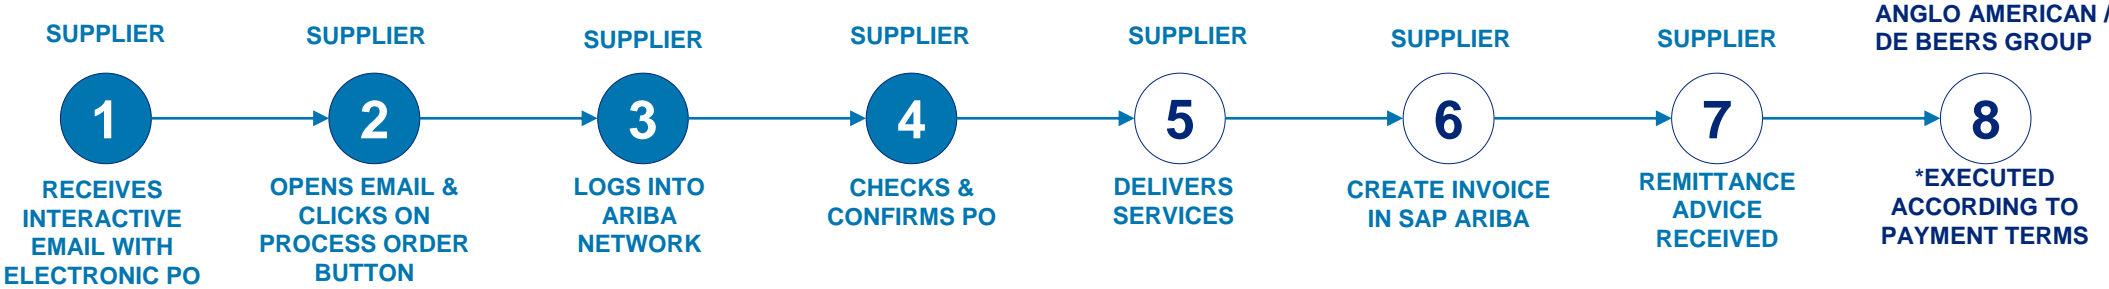 SUPPLIER
1
RECEIVES
INTERACTIVE
EMAIL WITH
ELECTRONIC PO
SUPPLIER
2
OPENS EMAIL &
CLICKS ON
PROCESS ORDER
BUTTON
SUPPLIER
3
LOGS INTO
ARIBA
NETWORK
SUPPLIER
4
CHECKS &
CONFIRMS PO
SUPPLIER
5
DELIVERS
SERVICES
SUPPLIER
6
CREATE INVOICE
IN SAP ARIBA
SUPPLIER
7
REMITTANCE
ADVICE
RECEIVED
ANGLO AMERICAN /
DE BEERS GROUP
8
*EXECUTED
ACCORDING TO
PAYMENT TERMS